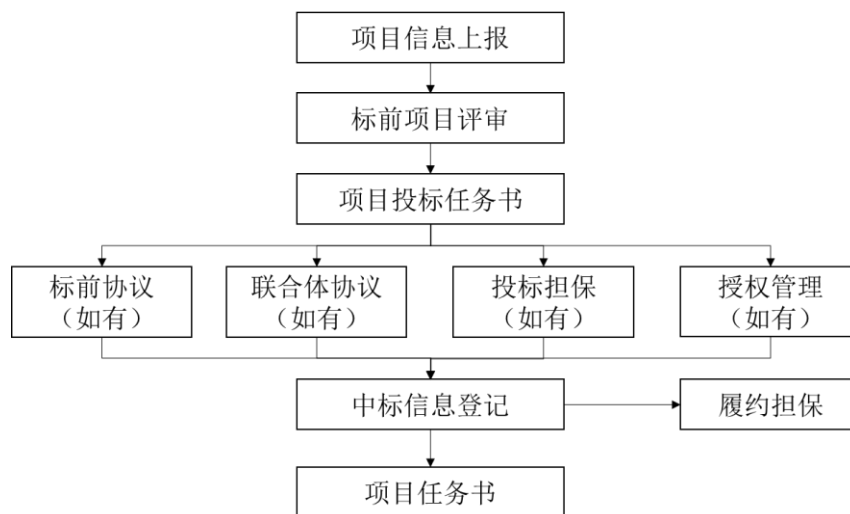 项目信息上报
标前项目评审
项目投标任务书
标前协议
（如有）
联合体协议
（如有）
投标担保
（如有）
授权管理
（如有）
中标信息登记
履约担保
项目任务书